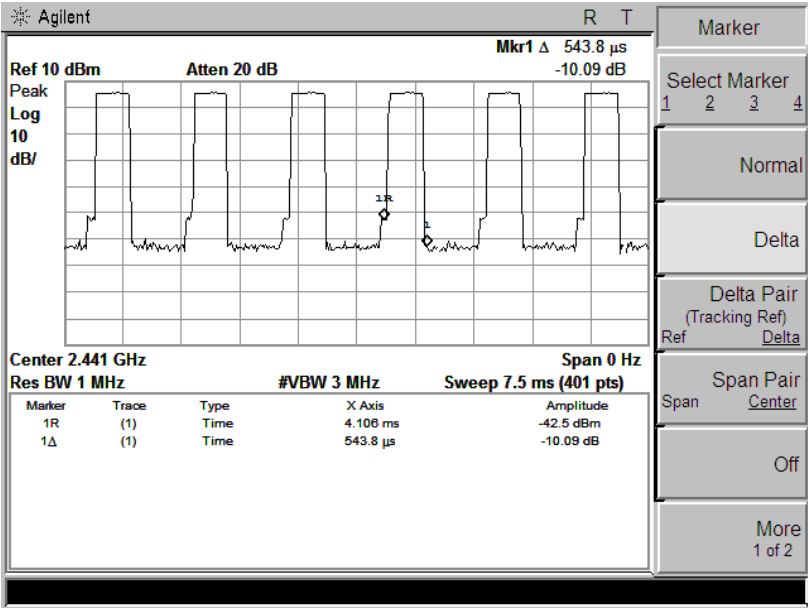 Agilent R T
Mkr1 Δ 543.8 µs
Ref 10 dBm Atten 20 dB -10.09 dB
Peak
Log
10
dB/
1R
1
Center 2.441 GHz Span 0 Hz
Res BW 1 MHz #VBW 3 MHz Sweep 7.5 ms (401 pts)
Marker Trace Type X Axis Amplitude
1R (1) Time 4.106 ms -42.5 dBm
1Δ (1) Time 543.8 µs -10.09 dB
Marker
Select Marker
1 2 3 4
Normal
Delta
Delta Pair
(Tracking Ref)
Ref Delta
Span Pair
Span Center
Off
More
1 of 2